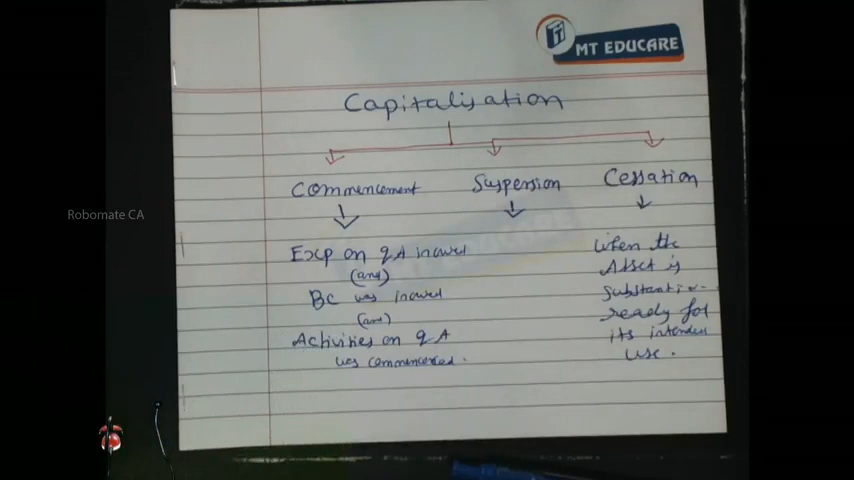 MT EDUCARE
Capitalisation
Commencement Suspension Cessation
Robomate CA
Exp on qA incurred
(and)
BC was incurred
(and)
Activities on qA
was commenced.
When the
Asset is
ready for
its intended
use.